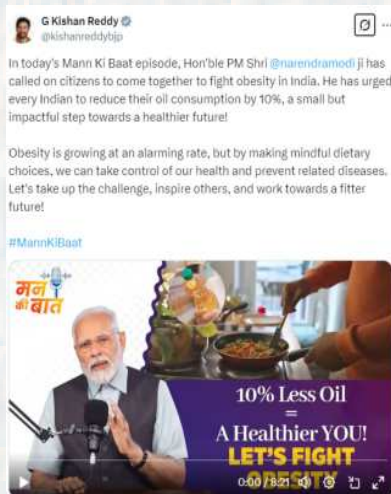 G Kishan Reddy
@kishanreddybjp
In today's Mann Ki Baat episode, Hon'ble PM Shri @narendramodi ji has
called on citizens to come together to fight obesity in India. He has urged
every Indian to reduce their oil consumption by 10%, a small but
impactful step towards a healthier future!
Obesity is growing at an alarming rate, but by making mindful dietary
choices, we can take control of our health and prevent related diseases.
Let's take up the challenge, inspire others, and work towards a fitter
future!
#MannKiBaat
मन
की बात
10% Less Oil
=
A Healthier YOU!
LET'S FIGHT
OBESITY
0:00 / 8:21